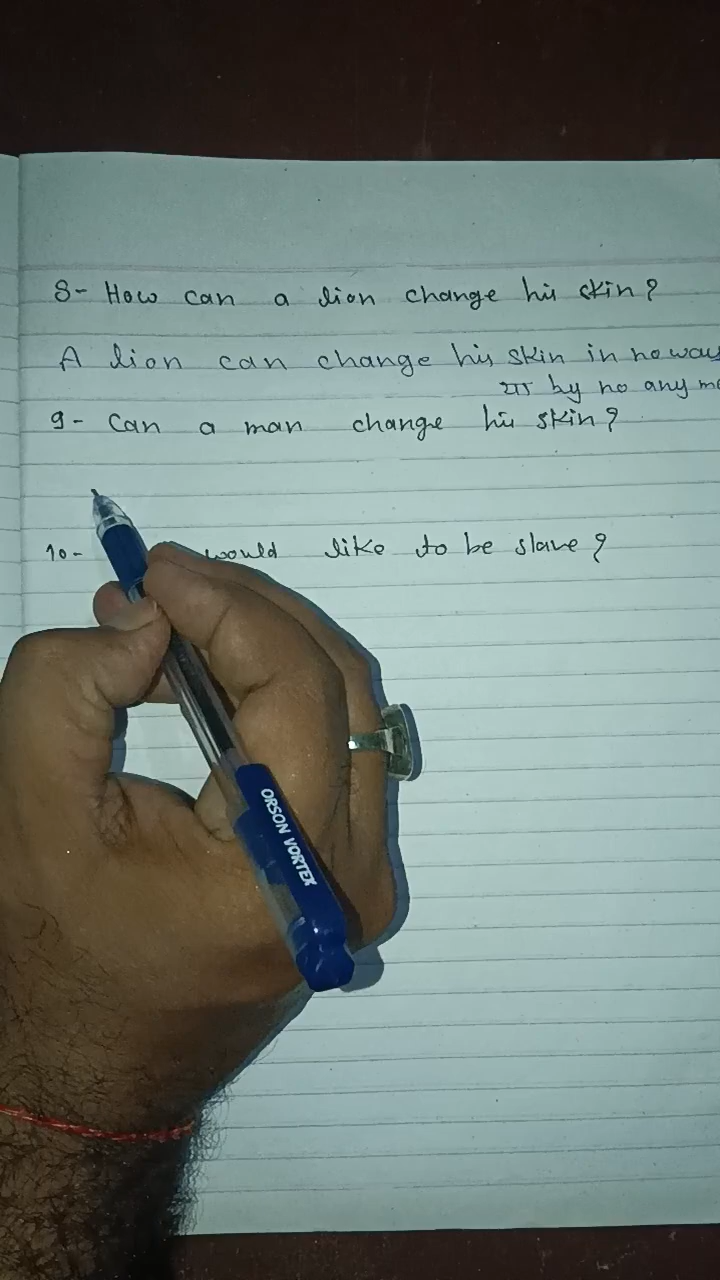 8- How can a lion change his skin?
A lion can change his skin in no way
या by no any me
9- Can a man change his skin?
10- would like to be slave?
ORSON VORTEX